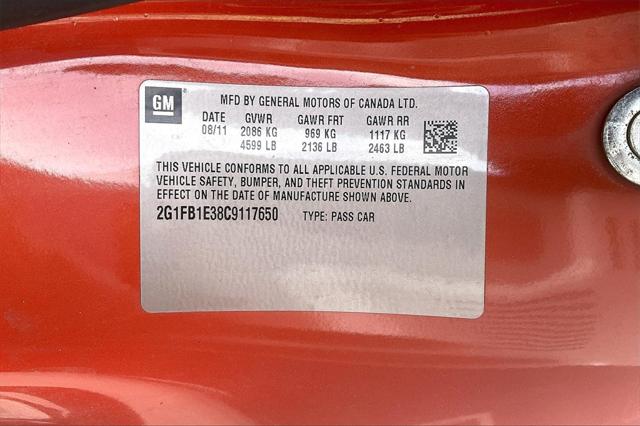 GM
MFD BY GENERAL MOTORS OF CANADA LTD.
DATE GVWR GAWR FRT GAWR RR
08/11 2086 KG 969 KG 1117 KG
4599 LB 2136 LB 2463 LB
THIS VEHICLE CONFORMS TO ALL APPLICABLE U.S. FEDERAL MOTOR
VEHICLE SAFETY, BUMPER, AND THEFT PREVENTION STANDARDS IN
EFFECT ON THE DATE OF MANUFACTURE SHOWN ABOVE.
2G1FB1E38C9117650 TYPE: PASS CAR